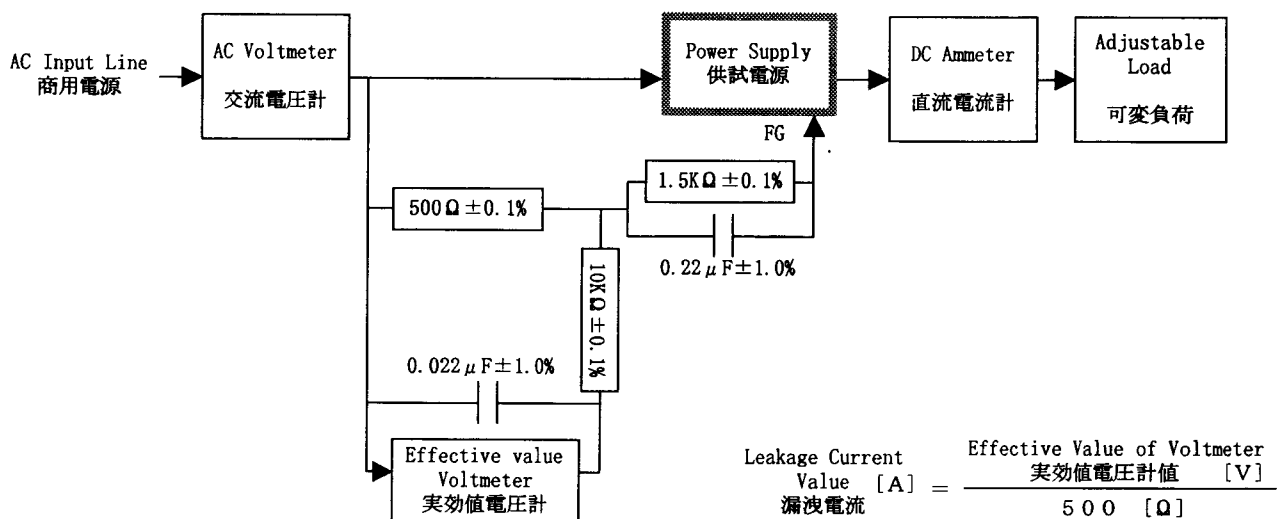 AC Input Line
商用電源
AC Voltmeter
交流電圧計
Power Supply
供試電源
FG
DC Ammeter
直流電流計
Adjustable
Load
可変負荷
500Ω±0.1%
1.5KΩ±0.1%
0.22μF±1.0%
10KΩ±0.1%
0.022μF±1.0%
Effective value
Voltmeter
実効値電圧計
Leakage Current
Value [A] =
漏洩電流
Effective Value of Voltmeter
実効値電圧計値 [V]
500 [Ω]